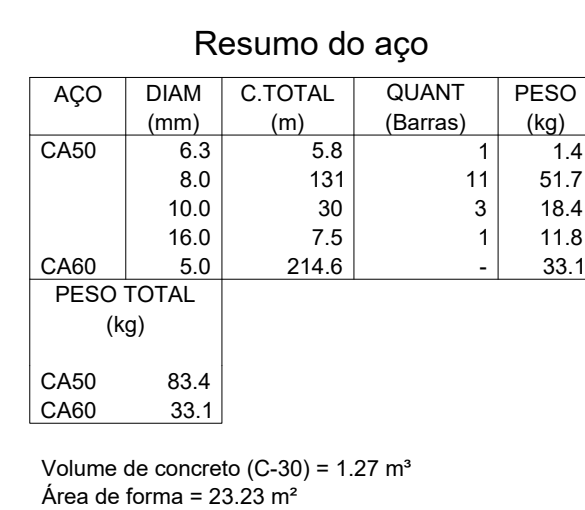 Resumo do aço
AÇO DIAM C.TOTAL QUANT PESO
(mm) (m) (Barras) (kg)
CA50 6.3 5.8 1 1.4
8.0 131 11 51.7
10.0 30 3 18.4
16.0 7.5 1 11.8
CA60 5.0 214.6 - 33.1
PESO TOTAL
(kg)
CA50 83.4
CA60 33.1
Volume de concreto (C-30) = 1.27 m³
Área de forma = 23.23 m²